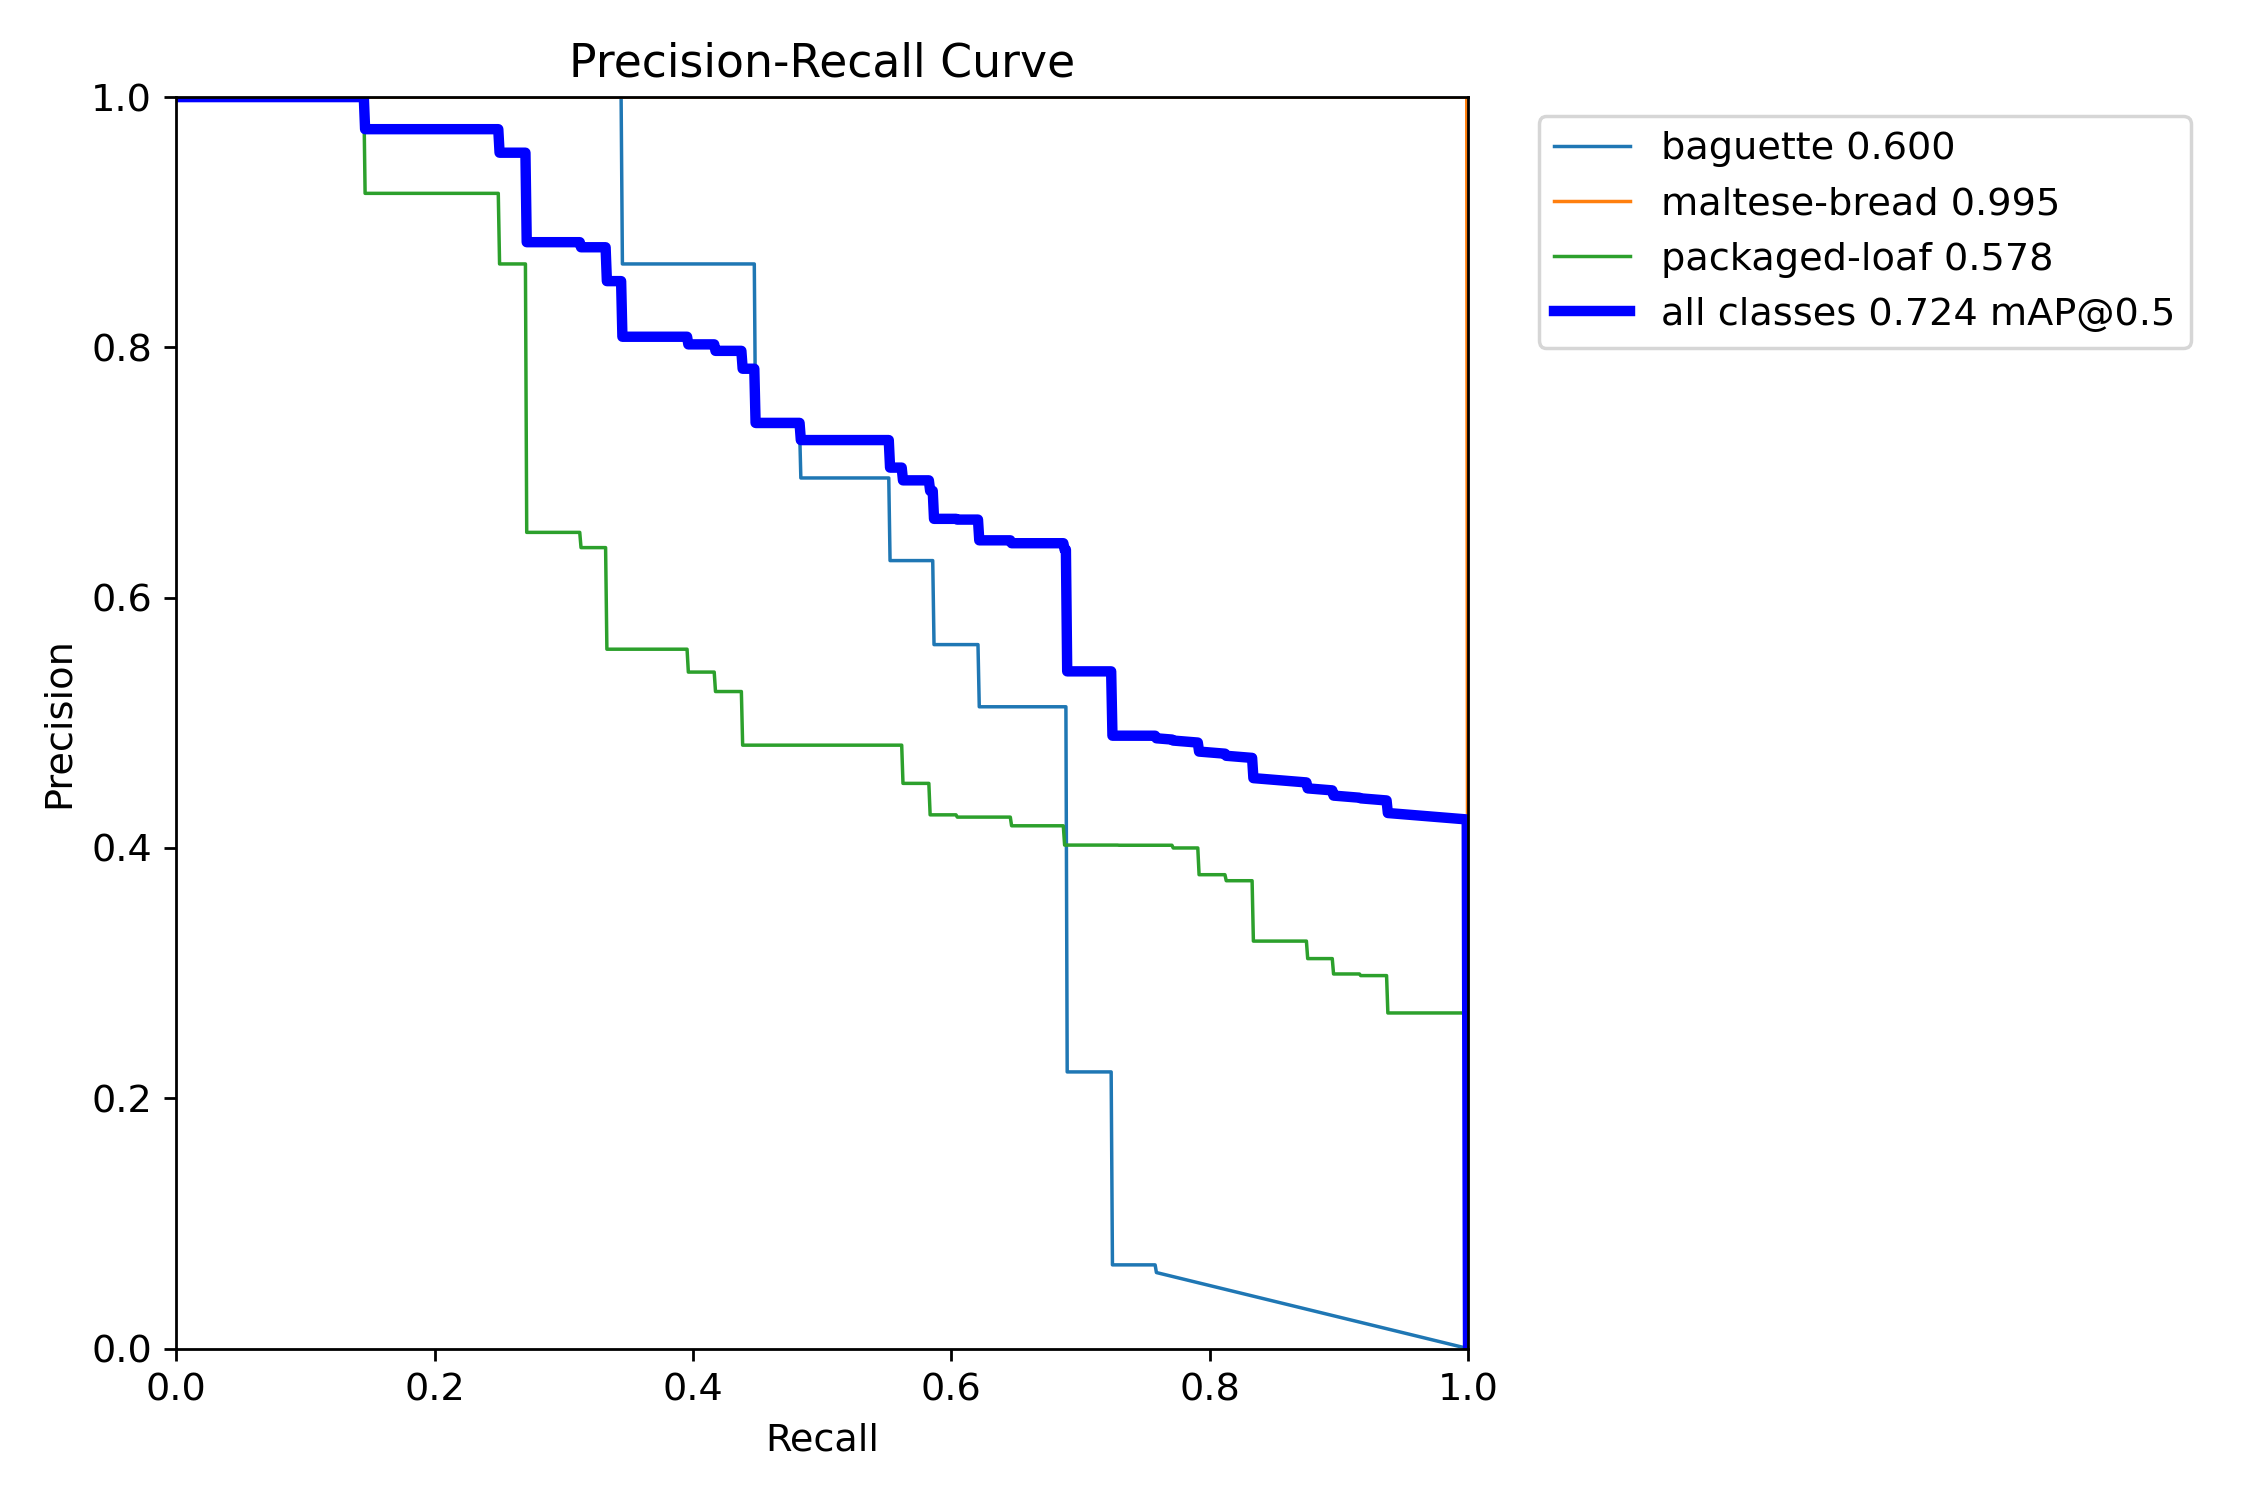 Precision-Recall Curve
1.0
0.8
0.6
0.4
0.2
0.0
Precision
0.0 0.2 0.4 0.6 0.8 1.0
Recall
baguette 0.600
maltese-bread 0.995
packaged-loaf 0.578
all classes 0.724 mAP@0.5